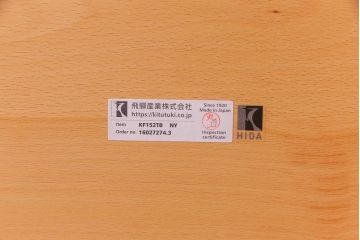 飛騨産業株式会社
https://kitutuki.co.jp
Since 1920
Made in Japan
Item KF152TB NY
Order no. 16027274.3
Inspection
certificate
HIDA